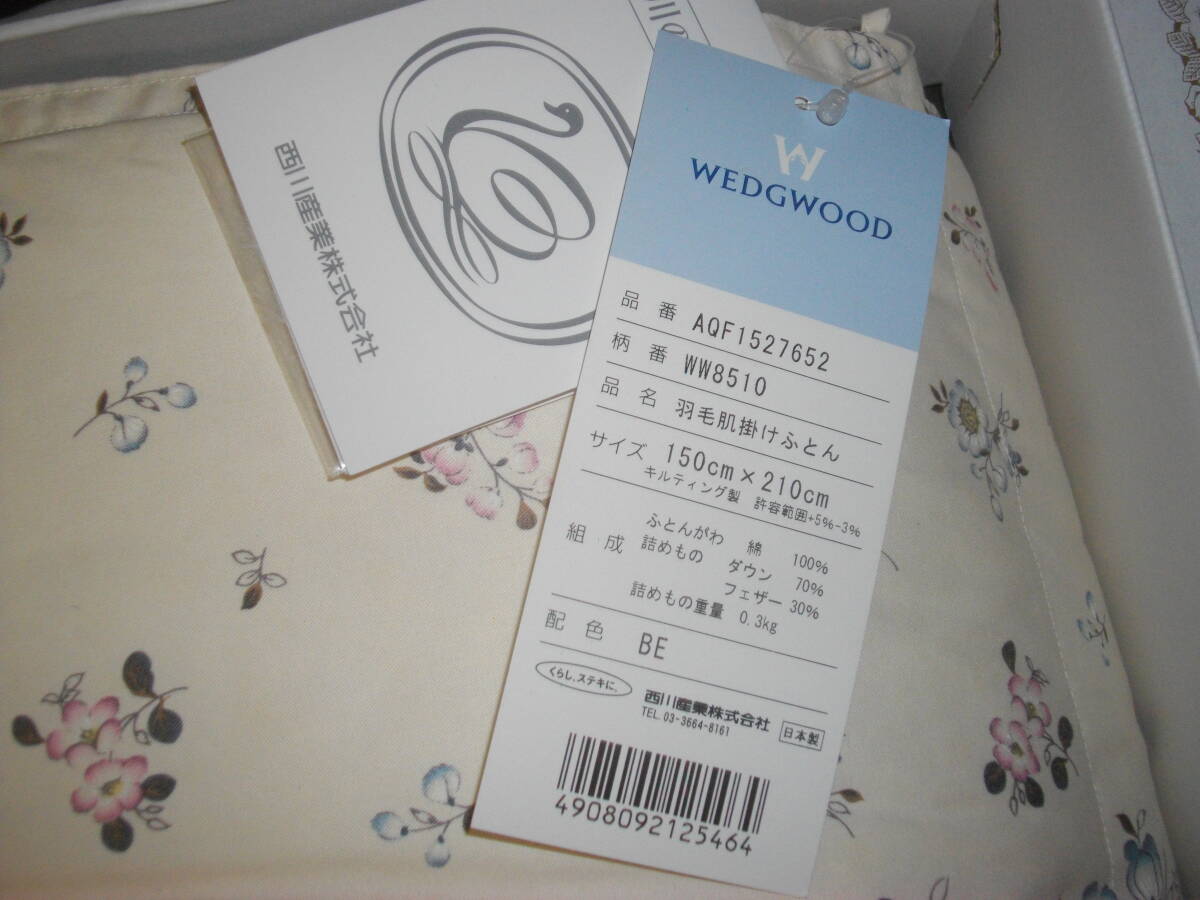 西川産業株式会社
W
WEDGWOOD
品番 AQF1527652
柄番 WW8510
品名 羽毛肌掛けふとん
サイズ 150cm×210cm
キルティング製 許容範囲+5%-3%
組成 ふとんがわ 綿 100%
詰めもの ダウン 70%
フェザー 30%
詰めもの重量 0.3kg
配色 BE
くらし、ステキに。
西川産業株式会社
TEL.03-3664-8161
日本製
4908092125464